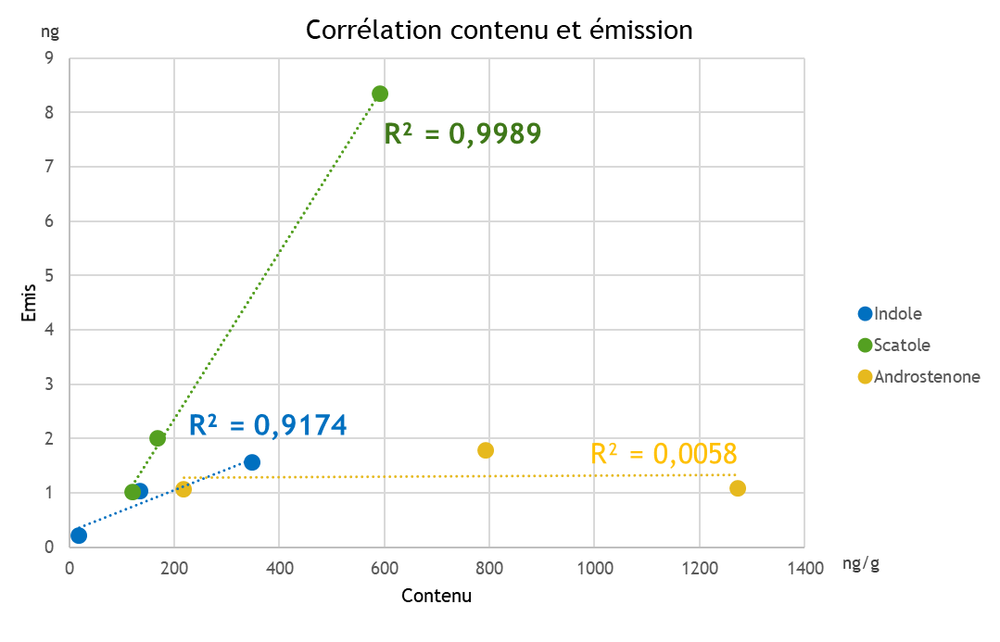 Corrélation contenu et émission
ng
9
8
7
6
5
4
3
2
1
0
Emis
R² = 0,9989
R² = 0,9174
R² = 0,0058
0 200 400 600 800 1000 1200 1400 ng/g
Contenu
Indole
Scatole
Androstenone